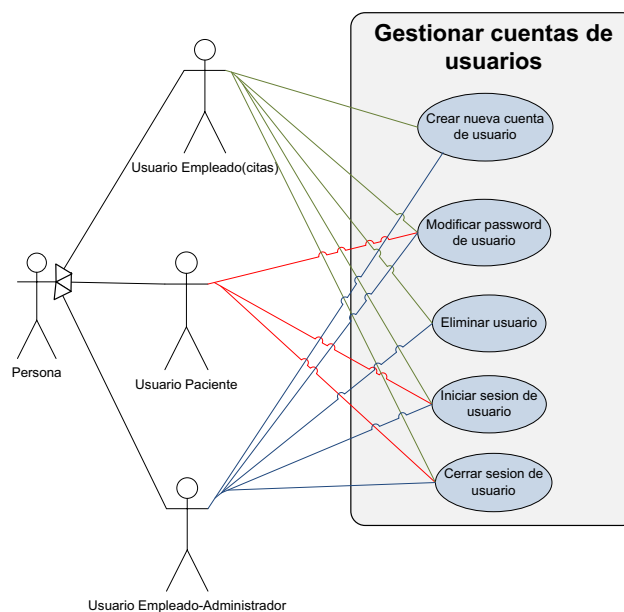 Gestionar cuentas de
usuarios
Crear nueva cuenta
de usuario
Usuario Empleado(citas)
Modificar password
de usuario
Eliminar usuario
Persona
Usuario Paciente
Iniciar sesion de
usuario
Cerrar sesion de
usuario
Usuario Empleado-Administrador